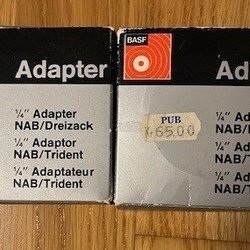 Adapter
¼" Adapter
NAB/Dreizack
¼" Adaptor
NAB/Trident
¼" Adaptateur
NAB/Trident
BASF
Ad
PUB
65,00
¼" Ad
NAB/
¼" Ad
NAB/
¼" Ad
NAB/